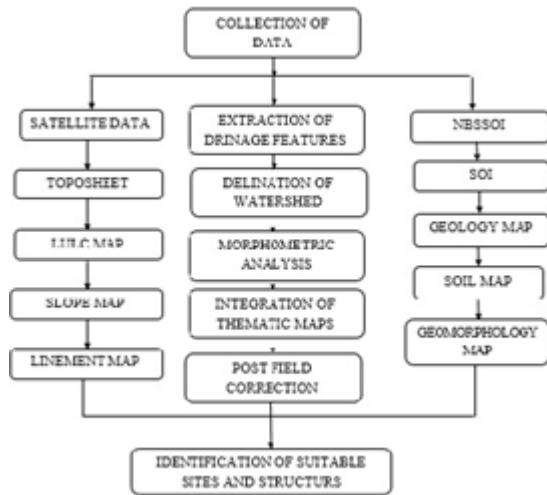 COLLECTION OF
DATA
SATELLITE DATA
TOPOSHEET
LULC MAP
SLOPE MAP
LINEMENT MAP
EXTRACTION OF
DRINAGE FEATURES
DELINATION OF
WATERSHED
MORPHOMETRIC
ANALYSIS
INTEGRATION OF
THEMATIC MAPS
POST FIELD
CORRECTION
NBSSOI
SOI
GEOLOGY MAP
SOIL MAP
GEOMORPHOLOGY
MAP
IDENTIFICATION OF SUITABLE
SITES AND STRUCTURS